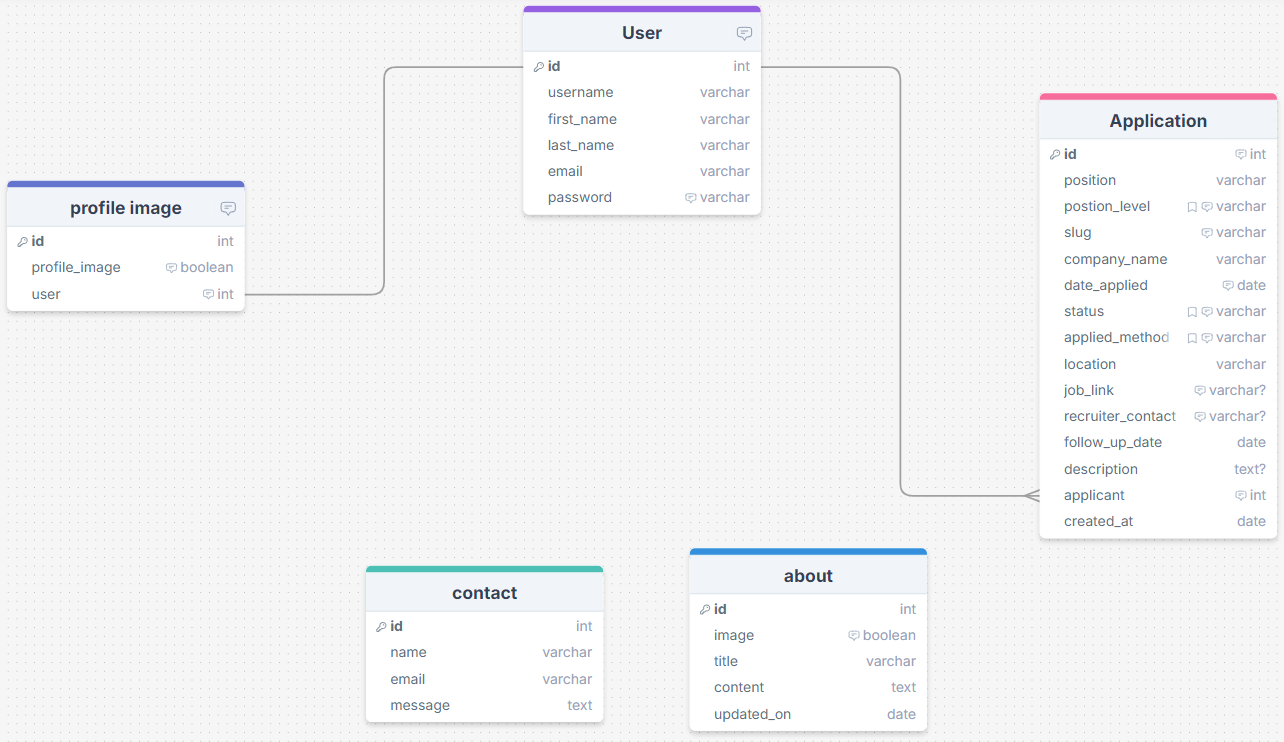 User
id int
username varchar
first_name varchar
last_name varchar
email varchar
password varchar
profile image
id int
profile_image boolean
user int
Application
id int
position varchar
postion_level varchar
slug varchar
company_name varchar
date_applied date
status varchar
applied_method varchar
location varchar
job_link varchar?
recruiter_contact varchar?
follow_up_date date
description text?
applicant int
created_at date
contact
id int
name varchar
email varchar
message text
about
id int
image boolean
title varchar
content text
updated_on date